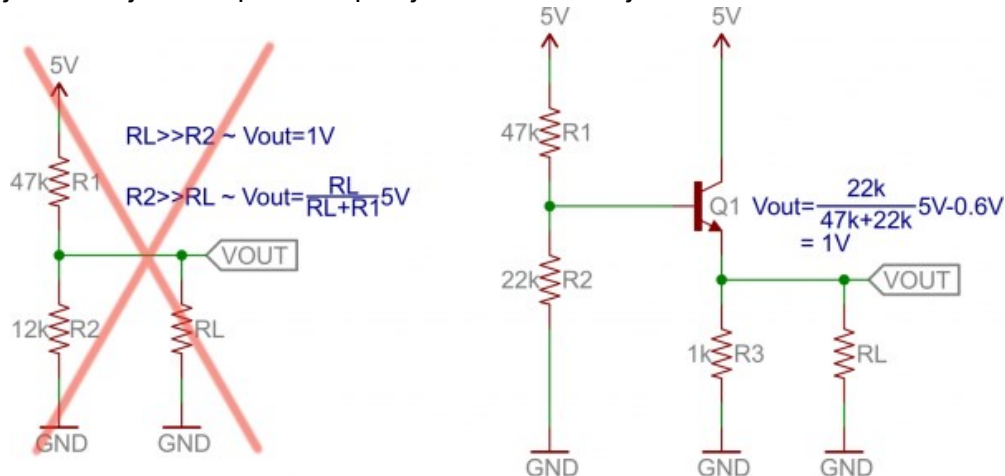 5V
RL>>R2 ~ Vout=1V
47k R1
R2>>RL ~ Vout= RL/RL+R1 5V
VOUT
12k R2
RL
GND
GND
5V
5V
47k R1
Q1
Vout= 22k/47k+22k 5V-0.6V
= 1V
22k R2
VOUT
1k R3
RL
GND
GND
GND